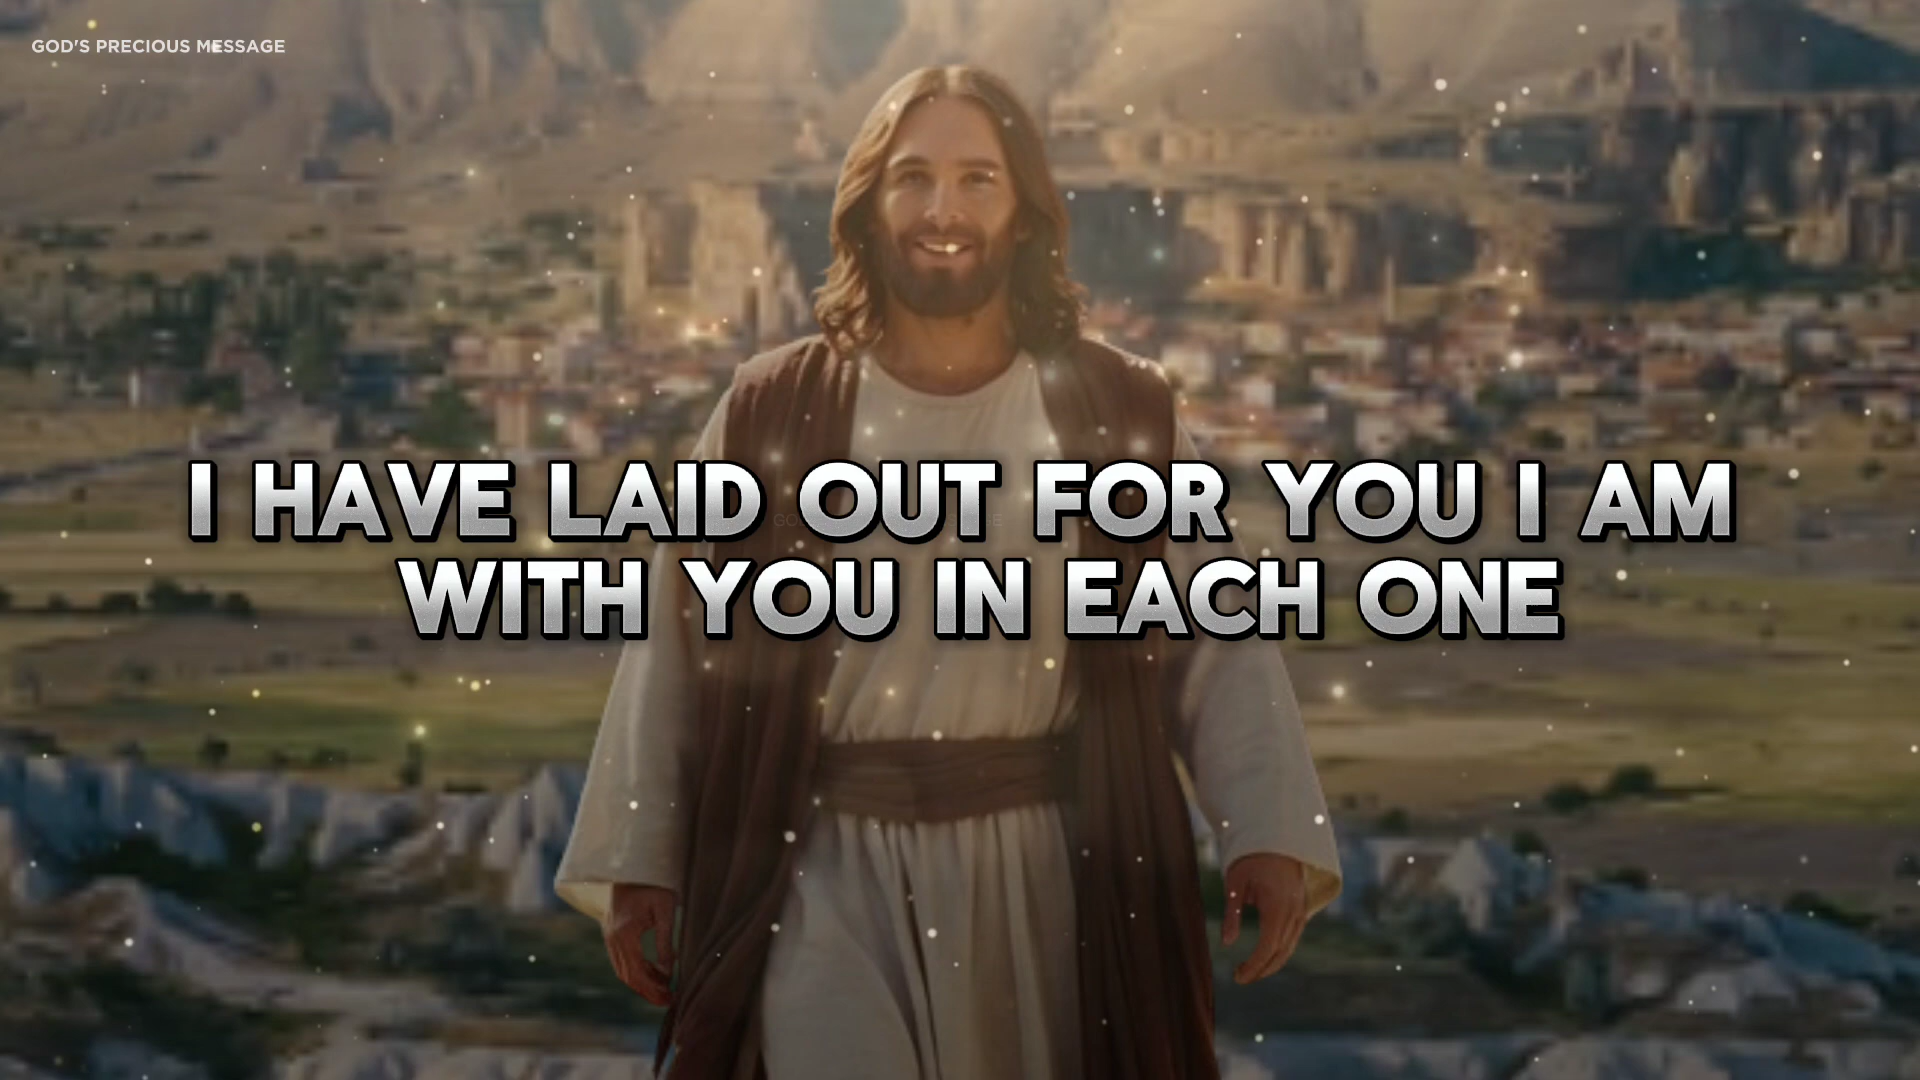 GOD'S PRECIOUS MESSAGE
I HAVE LAID OUT FOR YOU I AM
WITH YOU IN EACH ONE